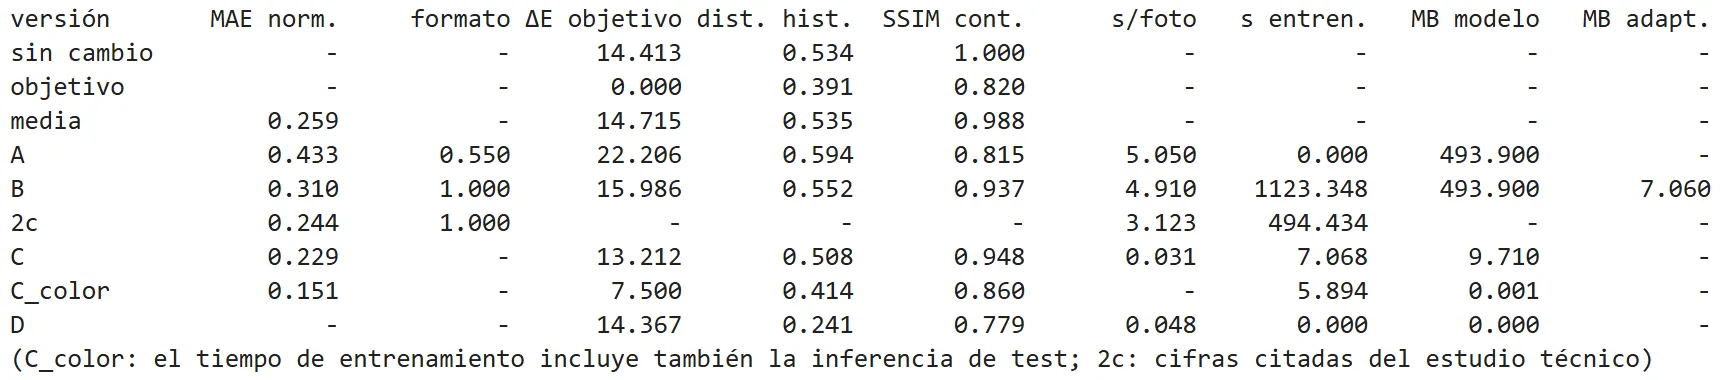 versión MAE norm. formato ΔE objetivo dist. hist. SSIM cont. s/foto s entren. MB modelo MB adapt.
sin cambio - - 14.413 0.534 1.000 - - - -
objetivo - - 0.000 0.391 0.820 - - - -
media 0.259 - 14.715 0.535 0.988 - - - -
A 0.433 0.550 22.206 0.594 0.815 5.050 0.000 493.900 -
B 0.310 1.000 15.986 0.552 0.937 4.910 1123.348 493.900 7.060
2c 0.244 1.000 - - - 3.123 494.434 - -
C 0.229 - 13.212 0.508 0.948 0.031 7.068 9.710 -
C_color 0.151 - 7.500 0.414 0.860 - 5.894 0.001 -
D - - 14.367 0.241 0.779 0.048 0.000 0.000 -
(C_color: el tiempo de entrenamiento incluye también la inferencia de test; 2c: cifras citadas del estudio técnico)